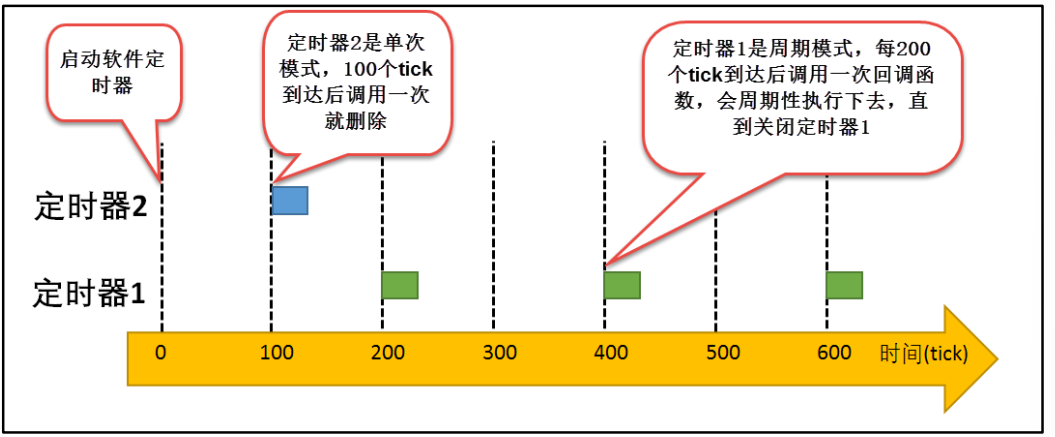 启动软件定
时器
定时器2是单次
模式，100个tick
到达后调用一次
就删除
定时器1是周期模式，每200
个tick到达后调用一次回调函
数，会周期性执行下去，直
到关闭定时器1
定时器2
定时器1
0 100 200 300 400 500 600 时间(tick)